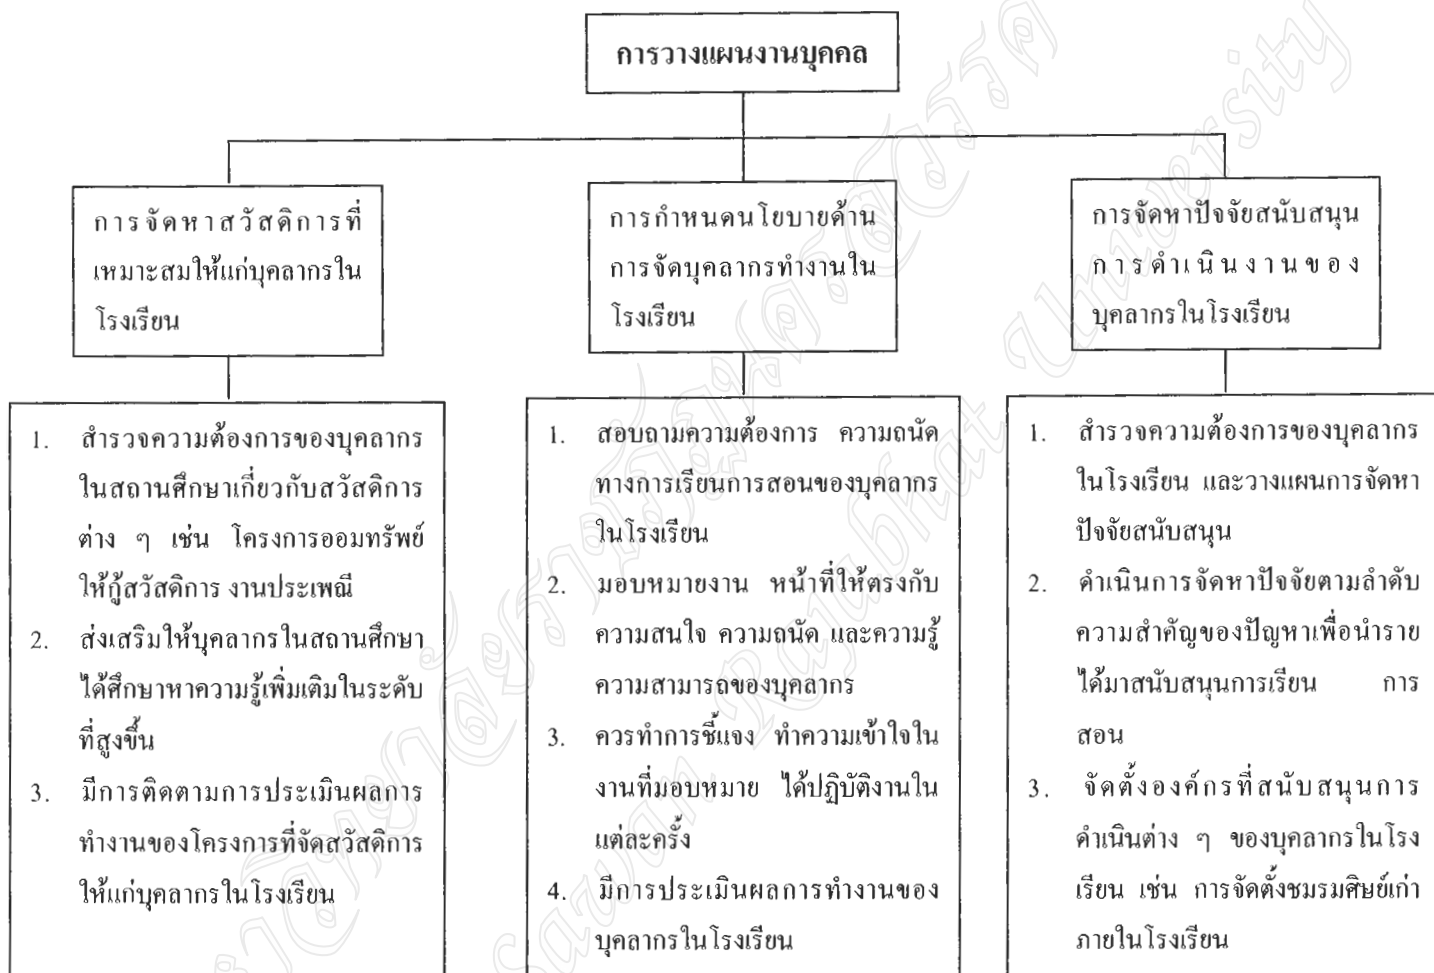 การวางแผนงานบุคคล
การจัดหาสวัสดิการที่
เหมาะสมให้แก่บุคลากรใน
โรงเรียน
การกำหนดนโยบายด้าน
การจัดบุคลากรทำงานใน
โรงเรียน
การจัดหาปัจจัยสนับสนุน
การดำเนินงานของ
บุคลากรในโรงเรียน
1. สำรวจความต้องการของบุคลากร
ในสถานศึกษาเกี่ยวกับสวัสดิการ
ต่าง ๆ เช่น โครงการออมทรัพย์
ให้กู้สวัสดิการ งานประเพณี
2. ส่งเสริมให้บุคลากรในสถานศึกษา
ได้ศึกษาหาความรู้เพิ่มเติมในระดับ
ที่สูงขึ้น
3. มีการติดตามการประเมินผลการ
ทำงานของโครงการที่จัดสวัสดิการ
ให้แก่บุคลากรในโรงเรียน
1. สอบถามความต้องการ ความถนัด
ทางการเรียนการสอนของบุคลากร
ในโรงเรียน
2. มอบหมายงาน หน้าที่ให้ตรงกับ
ความสนใจ ความถนัด และความรู้
ความสามารถของบุคลากร
3. ควรทำการชี้แจง ทำความเข้าใจใน
งานที่มอบหมาย ได้ปฏิบัติงานใน
แต่ละครั้ง
4. มีการประเมินผลการทำงานของ
บุคลากรในโรงเรียน
1. สำรวจความต้องการของบุคลากร
ในโรงเรียน และวางแผนการจัดหา
ปัจจัยสนับสนุน
2. ดำเนินการจัดหาปัจจัยตามลำดับ
ความสำคัญของปัญหาเพื่อนำราย
ได้มาสนับสนุนการเรียน การ
สอน
3. จัดตั้งองค์กรที่สนับสนุนการ
ดำเนินต่าง ๆ ของบุคลากรในโรง
เรียน เช่น การจัดตั้งชมรมศิษย์เก่า
ภายในโรงเรียน
Rajabhat University